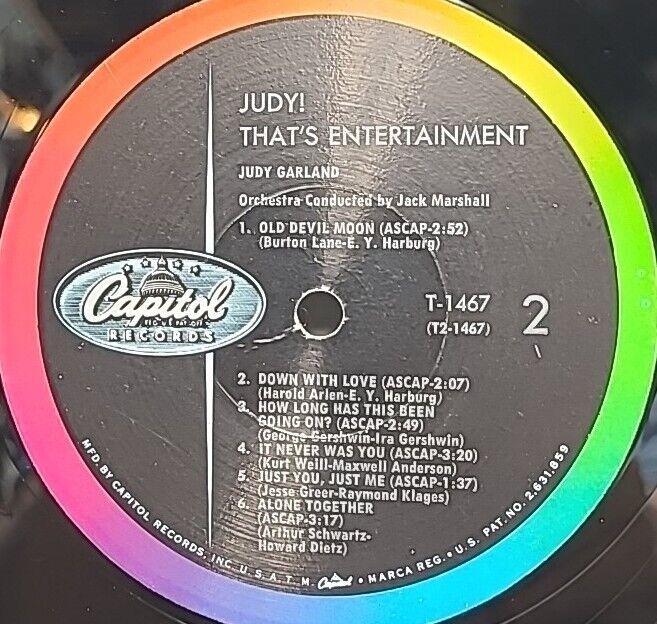 JUDY!
THAT'S ENTERTAINMENT
JUDY GARLAND
Orchestra Conducted by Jack Marshall
1. OLD DEVIL MOON (ASCAP-2:52)
(Burton Lane-E. Y. Harburg)
Capitol
REG. U.S. PAT. OFF.
RECORDS
T-1467
(T2-1467)
2
2. DOWN WITH LOVE (ASCAP-2:07)
(Harold Arlen-E. Y. Harburg)
3. HOW LONG HAS THIS BEEN
GOING ON? (ASCAP-2:49)
(George Gershwin-Ira Gershwin)
4. IT NEVER WAS YOU (ASCAP-3:20)
(Kurt Weill-Maxwell Anderson)
5. JUST YOU, JUST ME (ASCAP-1:37)
(Jesse Greer-Raymond Klages)
6. ALONE TOGETHER
(ASCAP-3:17)
(Arthur Schwartz-
Howard Dietz)
MFD. BY CAPITOL RECORDS, INC. U.S.A. T.M. Capitol • MARCA REG. • U.S. PAT. NO. 2,631,859